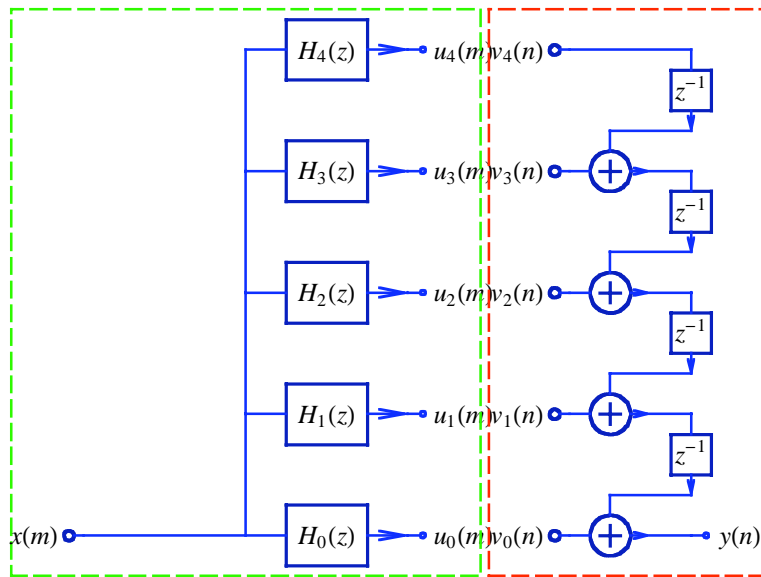 H₄(z) u₄(m) v₄(n)
z⁻¹
H₃(z) u₃(m) v₃(n) +
z⁻¹
H₂(z) u₂(m) v₂(n) +
z⁻¹
H₁(z) u₁(m) v₁(n) +
z⁻¹
x(m) H₀(z) u₀(m) v₀(n) + y(n)